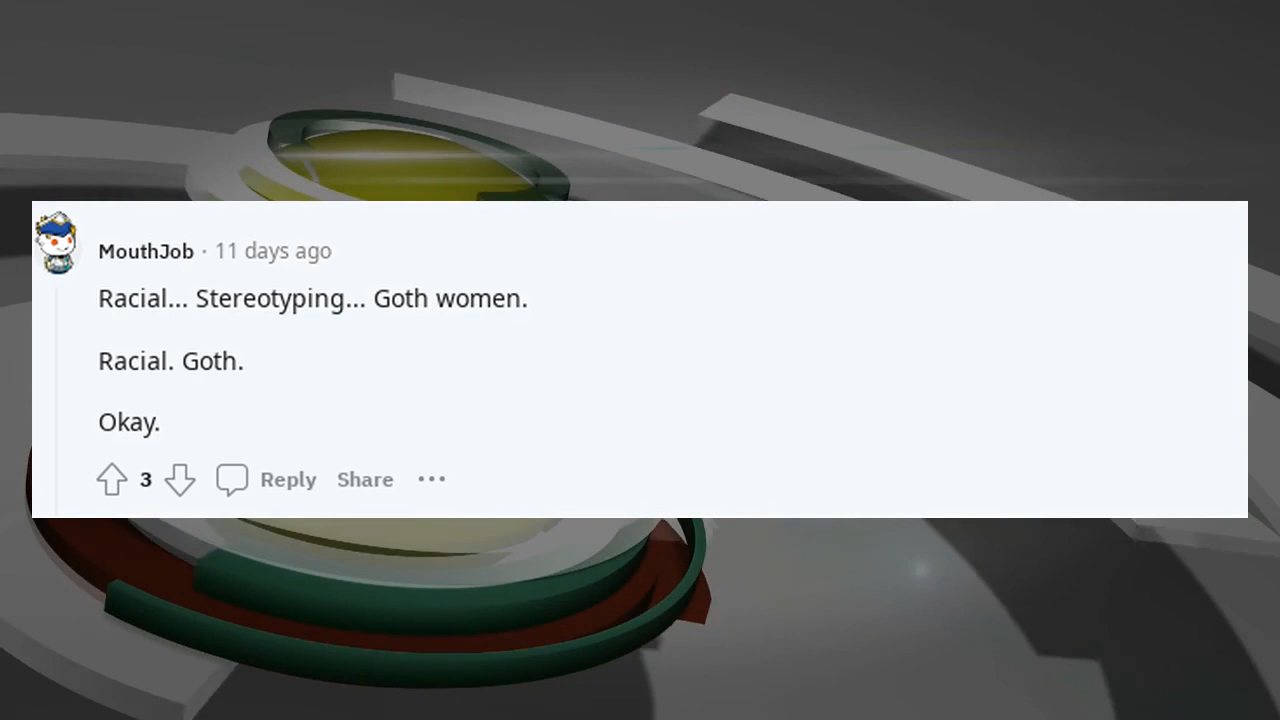 MouthJob · 11 days ago
Racial... Stereotyping... Goth women.
Racial. Goth.
Okay.
3 Reply Share ···